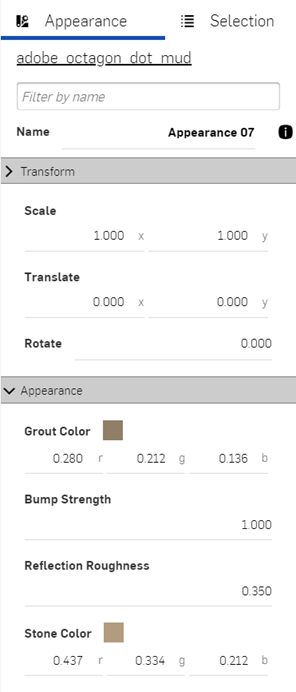 Appearance Selection
adobe_octagon_dot_mud
Filter by name
Name Appearance 07
Transform
Scale
1.000 x 1.000 y
Translate
0.000 x 0.000 y
Rotate 0.000
Appearance
Grout Color
0.280 r 0.212 g 0.136 b
Bump Strength
1.000
Reflection Roughness
0.350
Stone Color
0.437 r 0.334 g 0.212 b